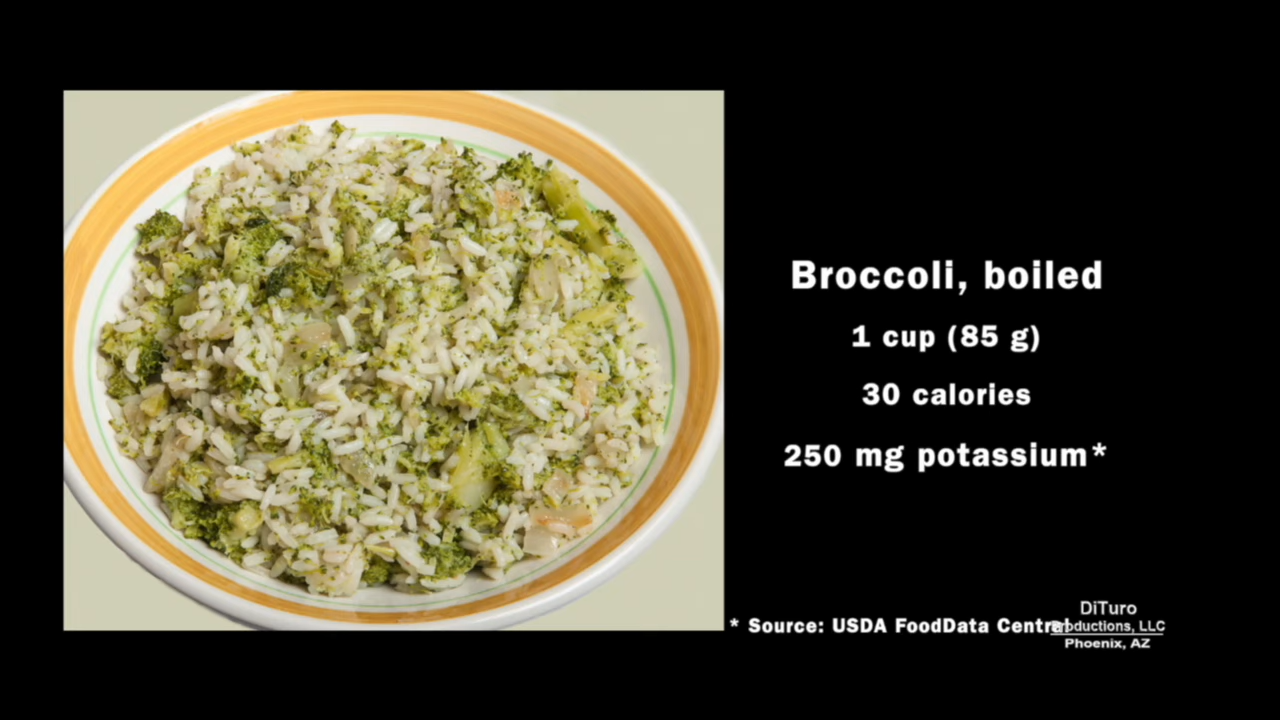 Broccoli, boiled
1 cup (85 g)
30 calories
250 mg potassium*
* Source: USDA FoodData Central
DiTuro
Productions, LLC
Phoenix, AZ